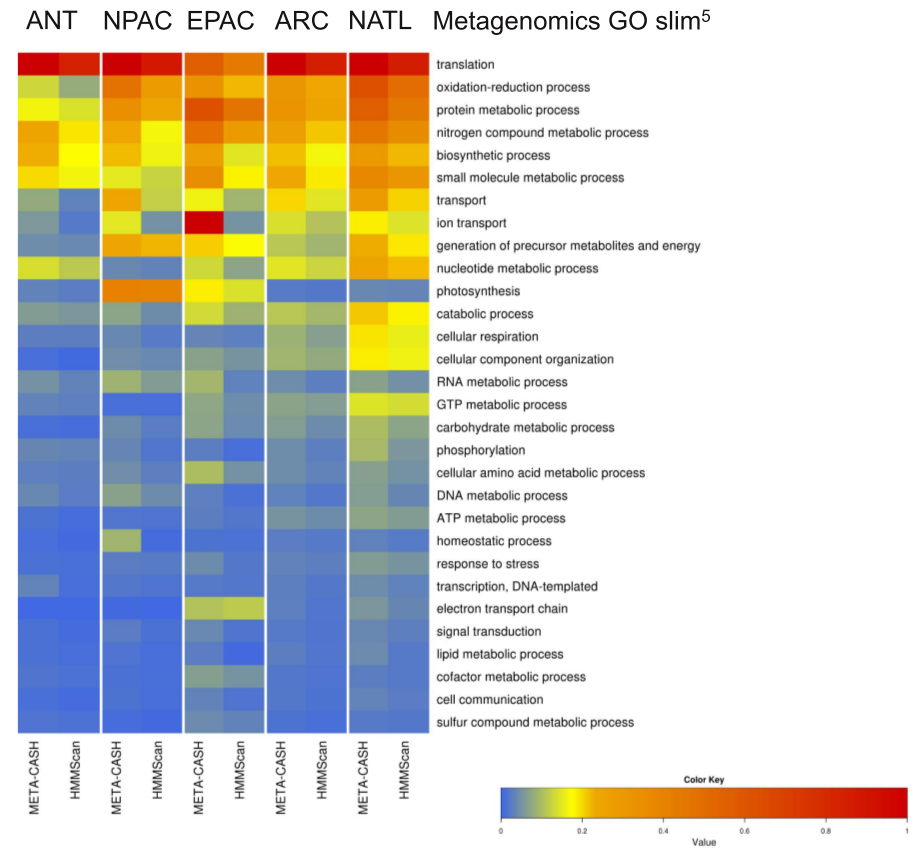 ANT NPAC EPAC ARC NATL Metagenomics GO slim⁵
translation
oxidation-reduction process
protein metabolic process
nitrogen compound metabolic process
biosynthetic process
small molecule metabolic process
transport
ion transport
generation of precursor metabolites and energy
nucleotide metabolic process
photosynthesis
catabolic process
cellular respiration
cellular component organization
RNA metabolic process
GTP metabolic process
carbohydrate metabolic process
phosphorylation
cellular amino acid metabolic process
DNA metabolic process
ATP metabolic process
homeostatic process
response to stress
transcription, DNA-templated
electron transport chain
signal transduction
lipid metabolic process
cofactor metabolic process
cell communication
sulfur compound metabolic process
META-CASH
HMMScan
META-CASH
HMMScan
META-CASH
HMMScan
META-CASH
HMMScan
META-CASH
HMMScan
Color Key
0 0.2 0.4 0.6 0.8 1
Value